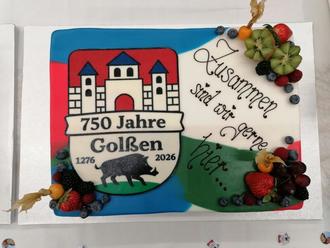 750 Jahre
Golßen
1276 2026
Zusammen
sind wir gerne
hier...